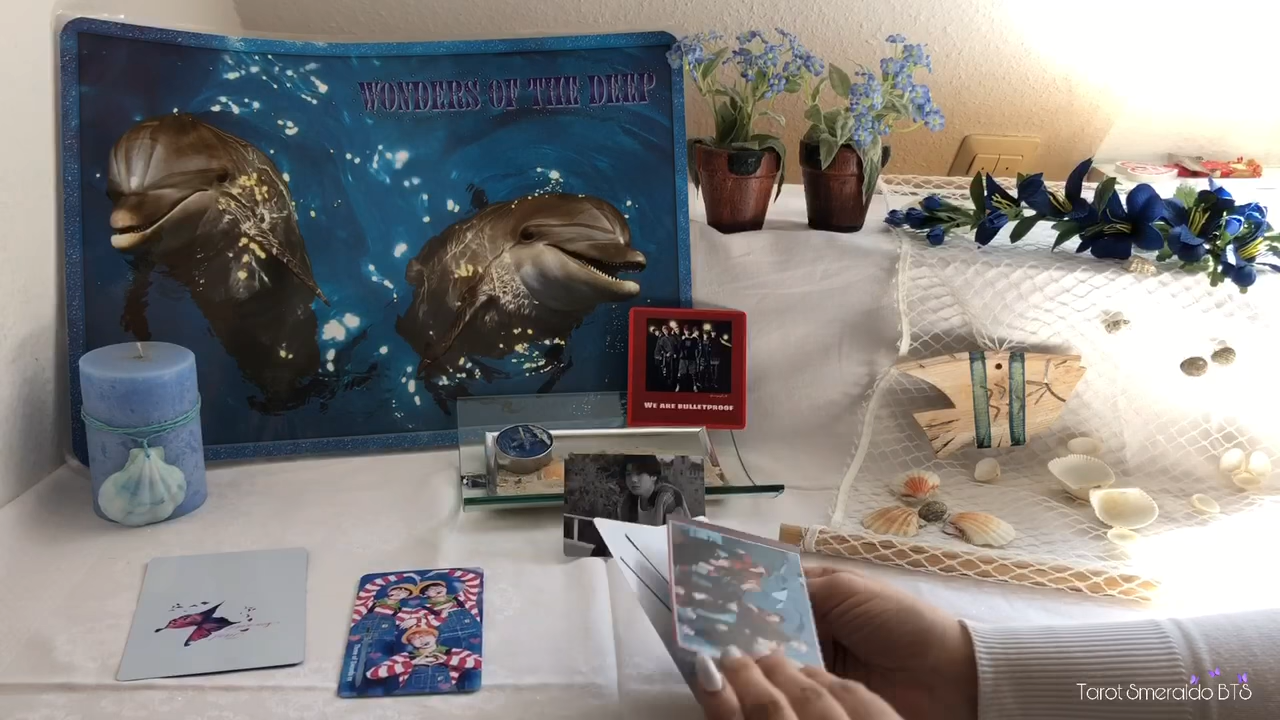 WONDERS OF THE DEEP
WE ARE BULLETPROOF
Tarot Smeraldo BTS